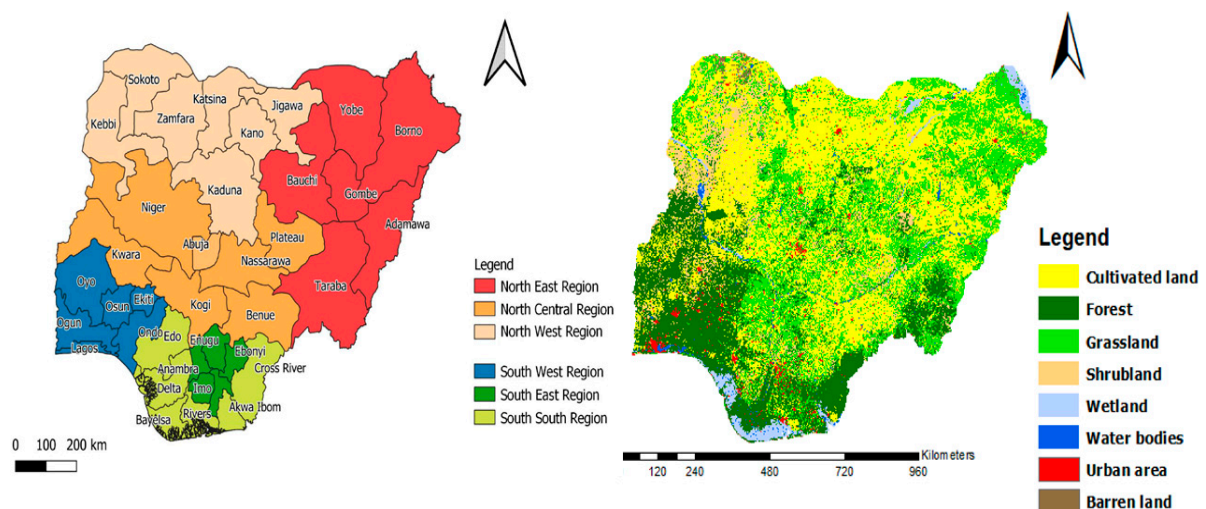 Sokoto
Katsina
Jigawa
Yobe
Borno
Kebbi
Zamfara
Kano
Kaduna
Bauchi
Gombe
Adamawa
Niger
Abuja
Plateau
Kwara
Nassarawa
Taraba
Oyo
Kogi
Benue
Osun
Ekiti
Ogun
Ondo
Edo
Enugu
Lagos
Ebonyi
Anambra
Cross River
Delta
Imo
Akwa Ibom
Bayelsa
Rivers
0 100 200 km
Legend
North East Region
North Central Region
North West Region
South West Region
South East Region
South South Region
Legend
Cultivated land
Forest
Grassland
Shrubland
Wetland
Water bodies
Urban area
Barren land
Kilometers
0 120 240 480 720 960